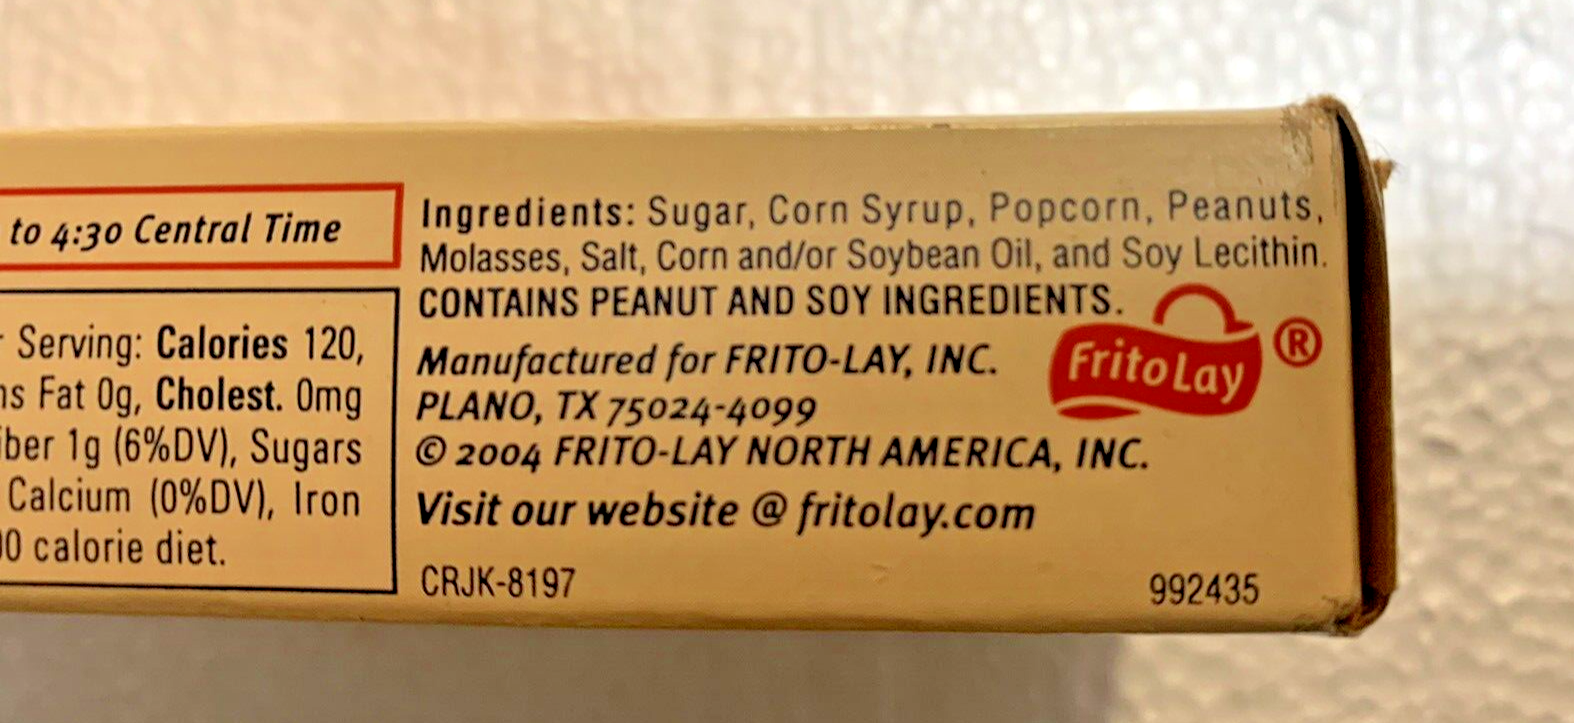 to 4:30 Central Time
Serving: Calories 120,
Fat 0g, Cholest. 0mg
1g (6%DV), Sugars
Calcium (0%DV), Iron
calorie diet.
Ingredients: Sugar, Corn Syrup, Popcorn, Peanuts,
Molasses, Salt, Corn and/or Soybean Oil, and Soy Lecithin.
CONTAINS PEANUT AND SOY INGREDIENTS.
Manufactured for FRITO-LAY, INC.
PLANO, TX 75024-4099
© 2004 FRITO-LAY NORTH AMERICA, INC.
Visit our website @ fritolay.com
FritoLay ®
CRJK-8197
992435